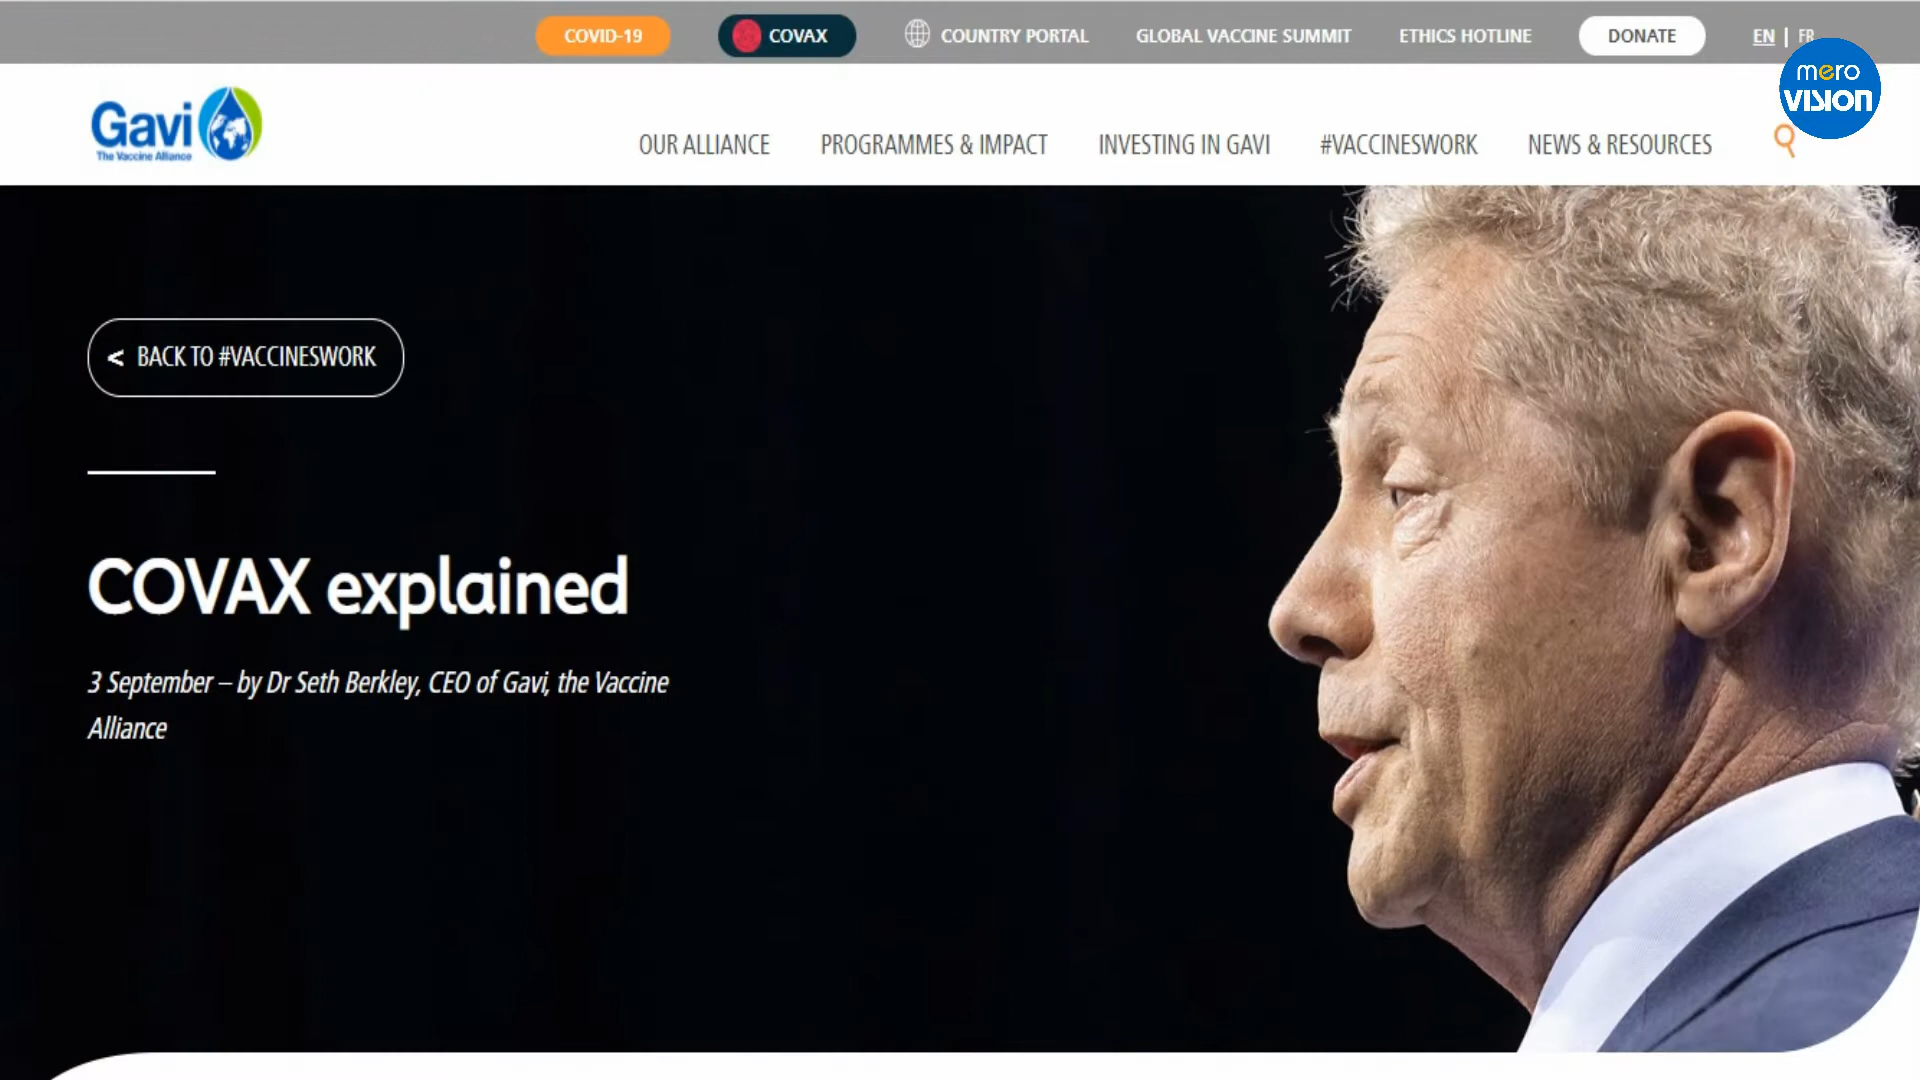 COVID-19
COVAX
COUNTRY PORTAL
GLOBAL VACCINE SUMMIT
ETHICS HOTLINE
DONATE
EN | FR
mero
VISION
Gavi
The Vaccine Alliance
OUR ALLIANCE
PROGRAMMES & IMPACT
INVESTING IN GAVI
#VACCINESWORK
NEWS & RESOURCES
< BACK TO #VACCINESWORK
COVAX explained
3 September – by Dr Seth Berkley, CEO of Gavi, the Vaccine
Alliance